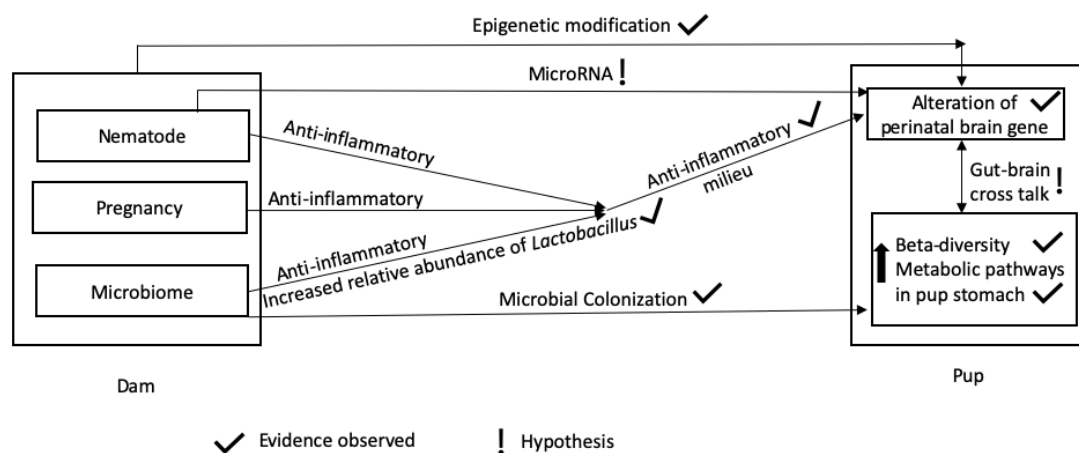 Epigenetic modification
MicroRNA !
Nematode
Anti-inflammatory
Anti-inflammatory
milieu
Alteration of
perinatal brain gene
Pregnancy
Anti-inflammatory
Gut-brain
cross talk !
Microbiome
Anti-inflammatory
Increased relative abundance of Lactobacillus
Beta-diversity
Metabolic pathways
in pup stomach
Microbial Colonization
Dam
Pup
Evidence observed
! Hypothesis